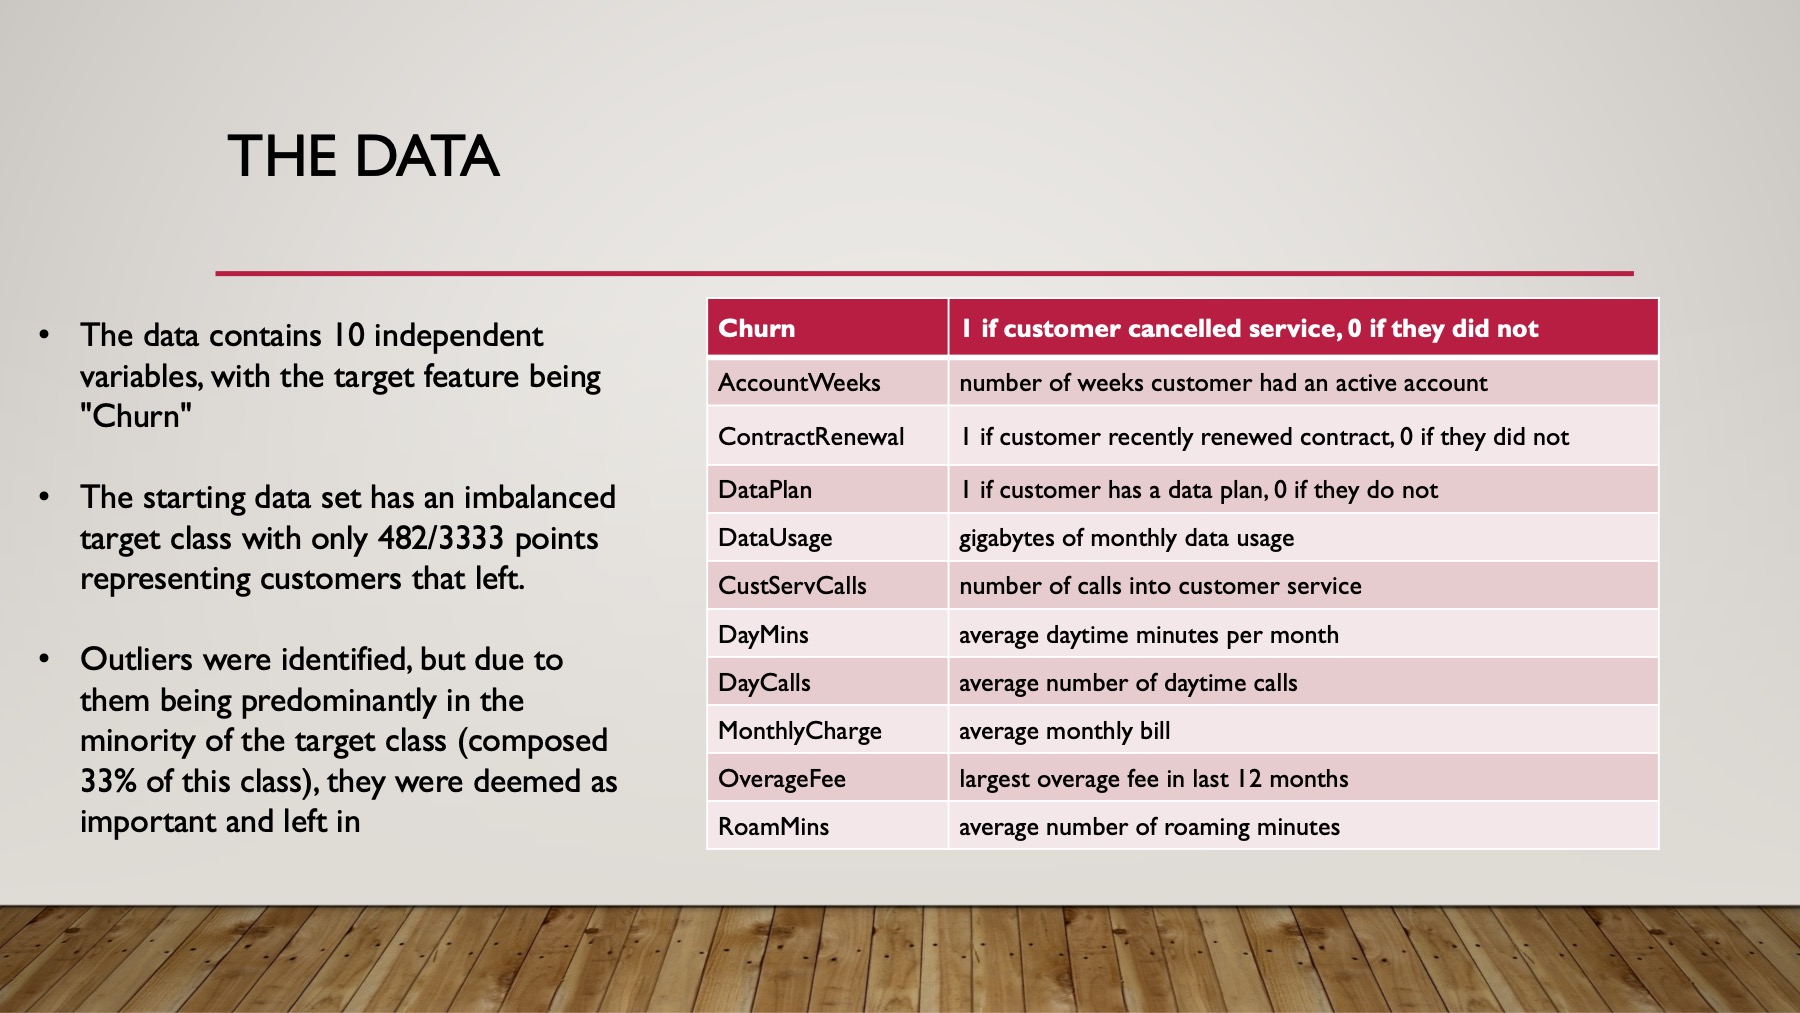 THE DATA
• The data contains 10 independent
variables, with the target feature being
"Churn"
• The starting data set has an imbalanced
target class with only 482/3333 points
representing customers that left.
• Outliers were identified, but due to
them being predominantly in the
minority of the target class (composed
33% of this class), they were deemed as
important and left in
Churn 1 if customer cancelled service, 0 if they did not
AccountWeeks number of weeks customer had an active account
ContractRenewal 1 if customer recently renewed contract, 0 if they did not
DataPlan 1 if customer has a data plan, 0 if they do not
DataUsage gigabytes of monthly data usage
CustServCalls number of calls into customer service
DayMins average daytime minutes per month
DayCalls average number of daytime calls
MonthlyCharge average monthly bill
OverageFee largest overage fee in last 12 months
RoamMins average number of roaming minutes